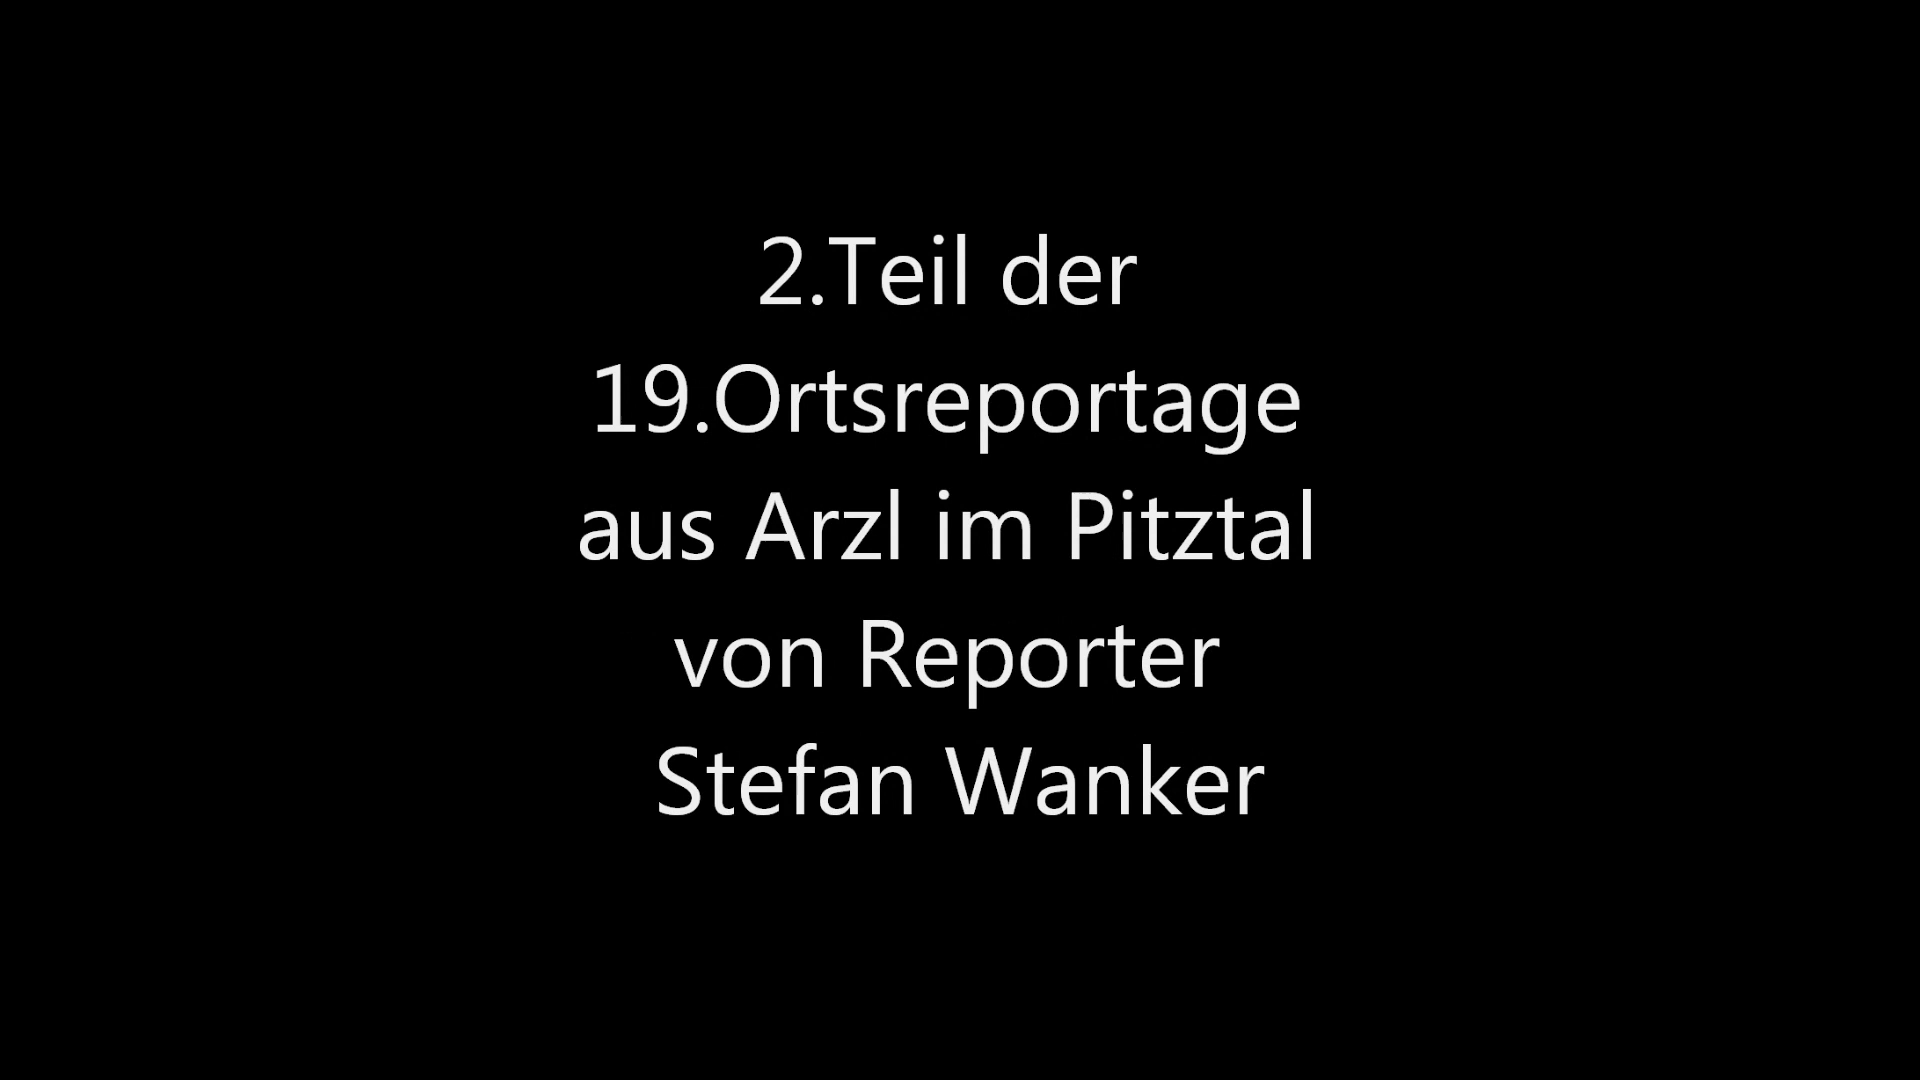 2.Teil der
19.Ortsreportage
aus Arzl im Pitztal
von Reporter
Stefan Wanker